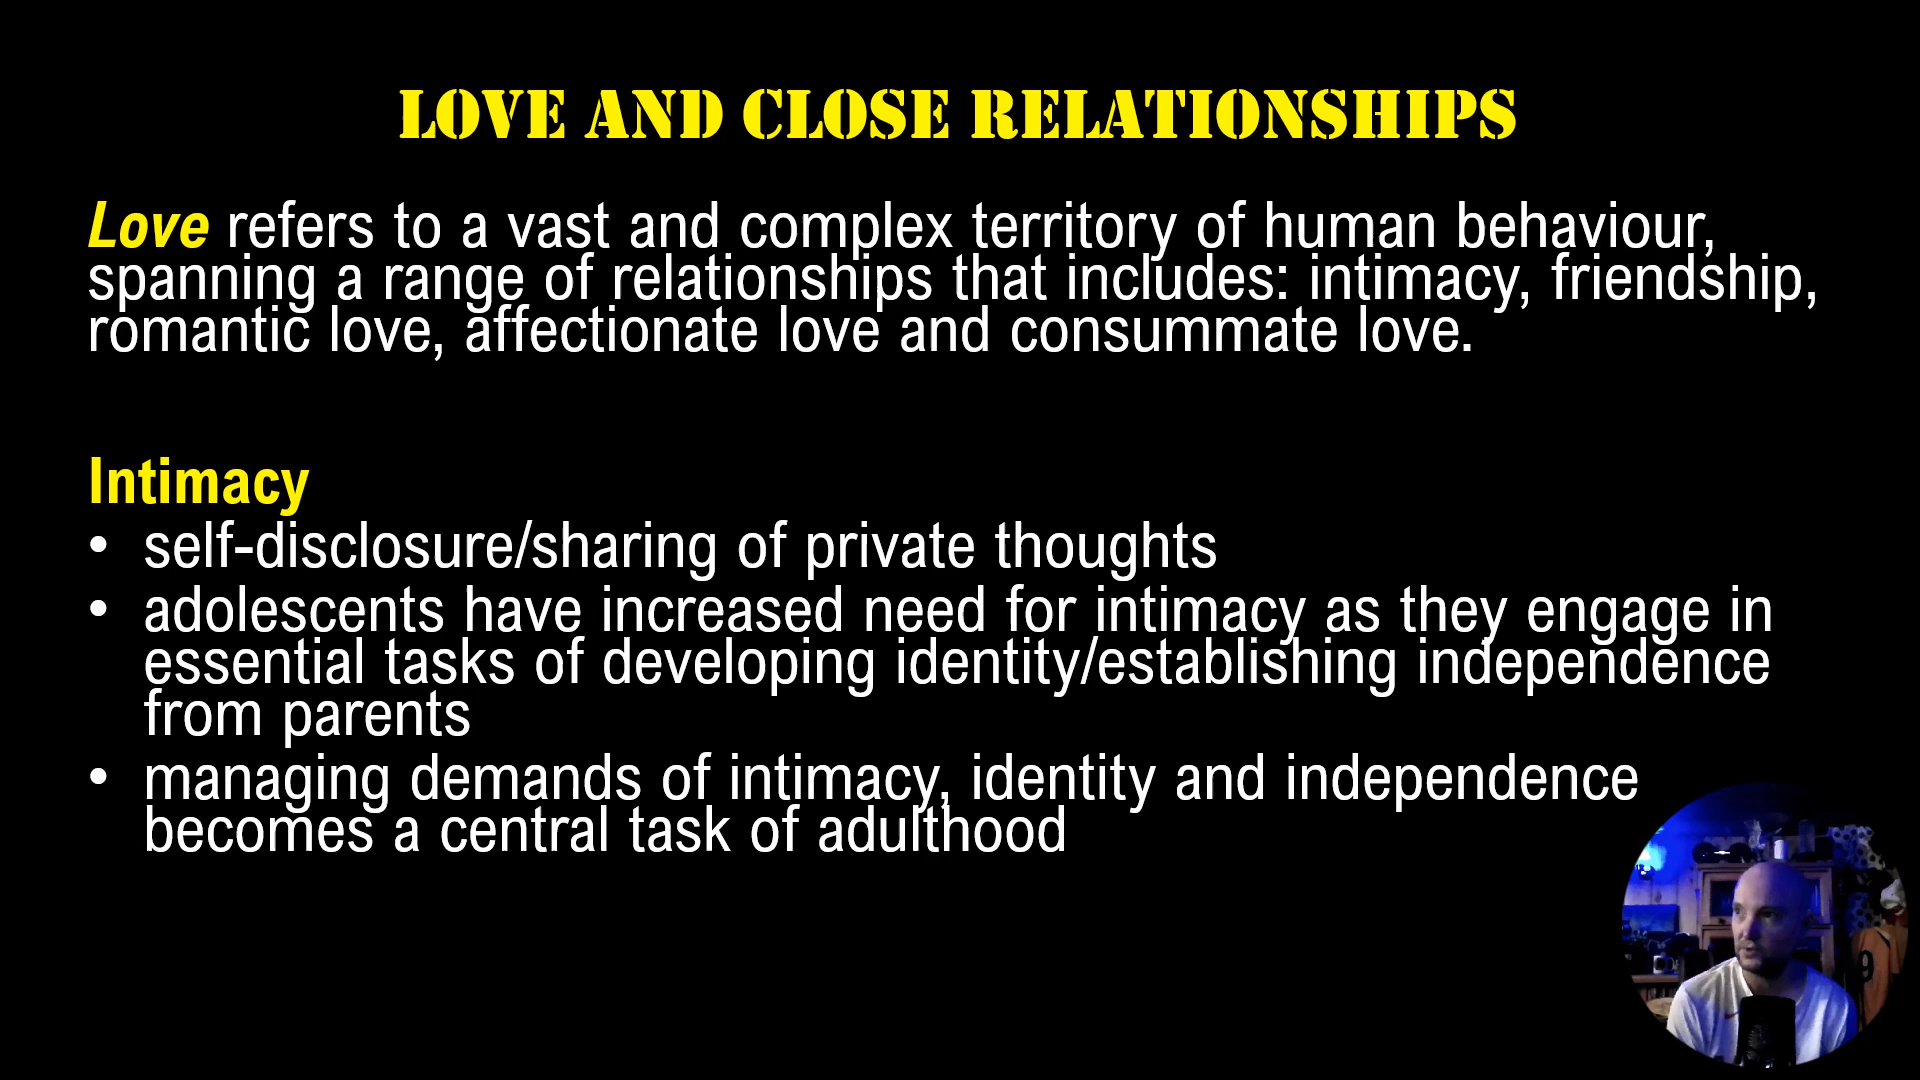 LOVE AND CLOSE RELATIONSHIPS
Love refers to a vast and complex territory of human behaviour,
spanning a range of relationships that includes: intimacy, friendship,
romantic love, affectionate love and consummate love.
Intimacy
• self-disclosure/sharing of private thoughts
• adolescents have increased need for intimacy as they engage in
essential tasks of developing identity/establishing independence
from parents
• managing demands of intimacy, identity and independence
becomes a central task of adulthood
9